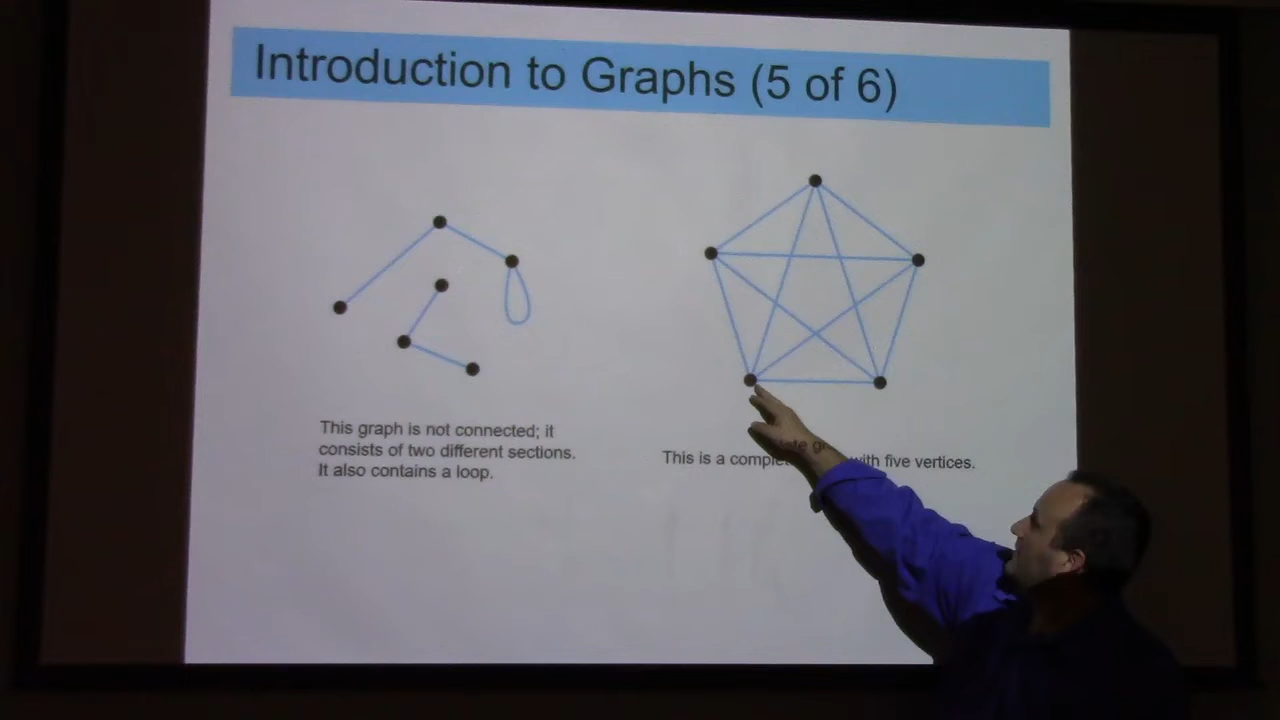 Introduction to Graphs (5 of 6)
This graph is not connected; it
consists of two different sections.
It also contains a loop.
This is a with five vertices.